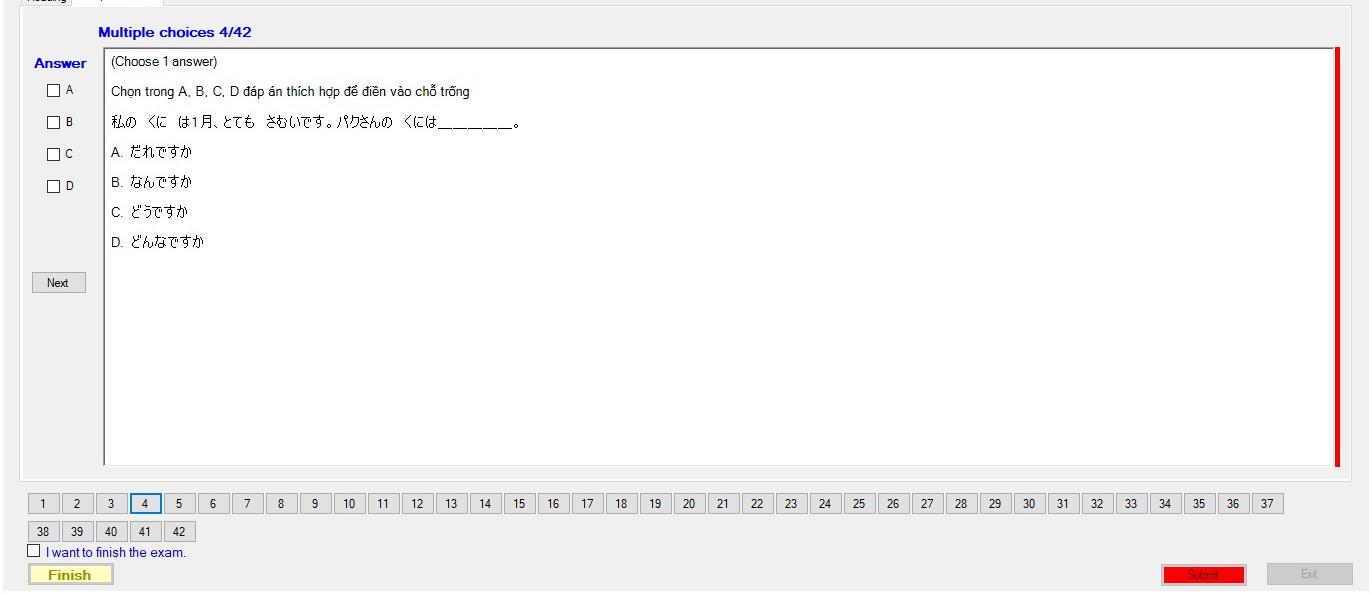 Multiple choices 4/42
Answer
(Choose 1 answer)
A
Chọn trong A, B, C, D đáp án thích hợp để điền vào chỗ trống
B
私の くに は1月、とても さむいです。パクさんの くには__________。
C
A. だれですか
D
B. なんですか
C. どうですか
D. どんなですか
Next
1 2 3 4 5 6 7 8 9 10 11 12 13 14 15 16 17 18 19 20 21 22 23 24 25 26 27 28 29 30 31 32 33 34 35 36 37
38 39 40 41 42
I want to finish the exam.
Finish
Submit
Exit